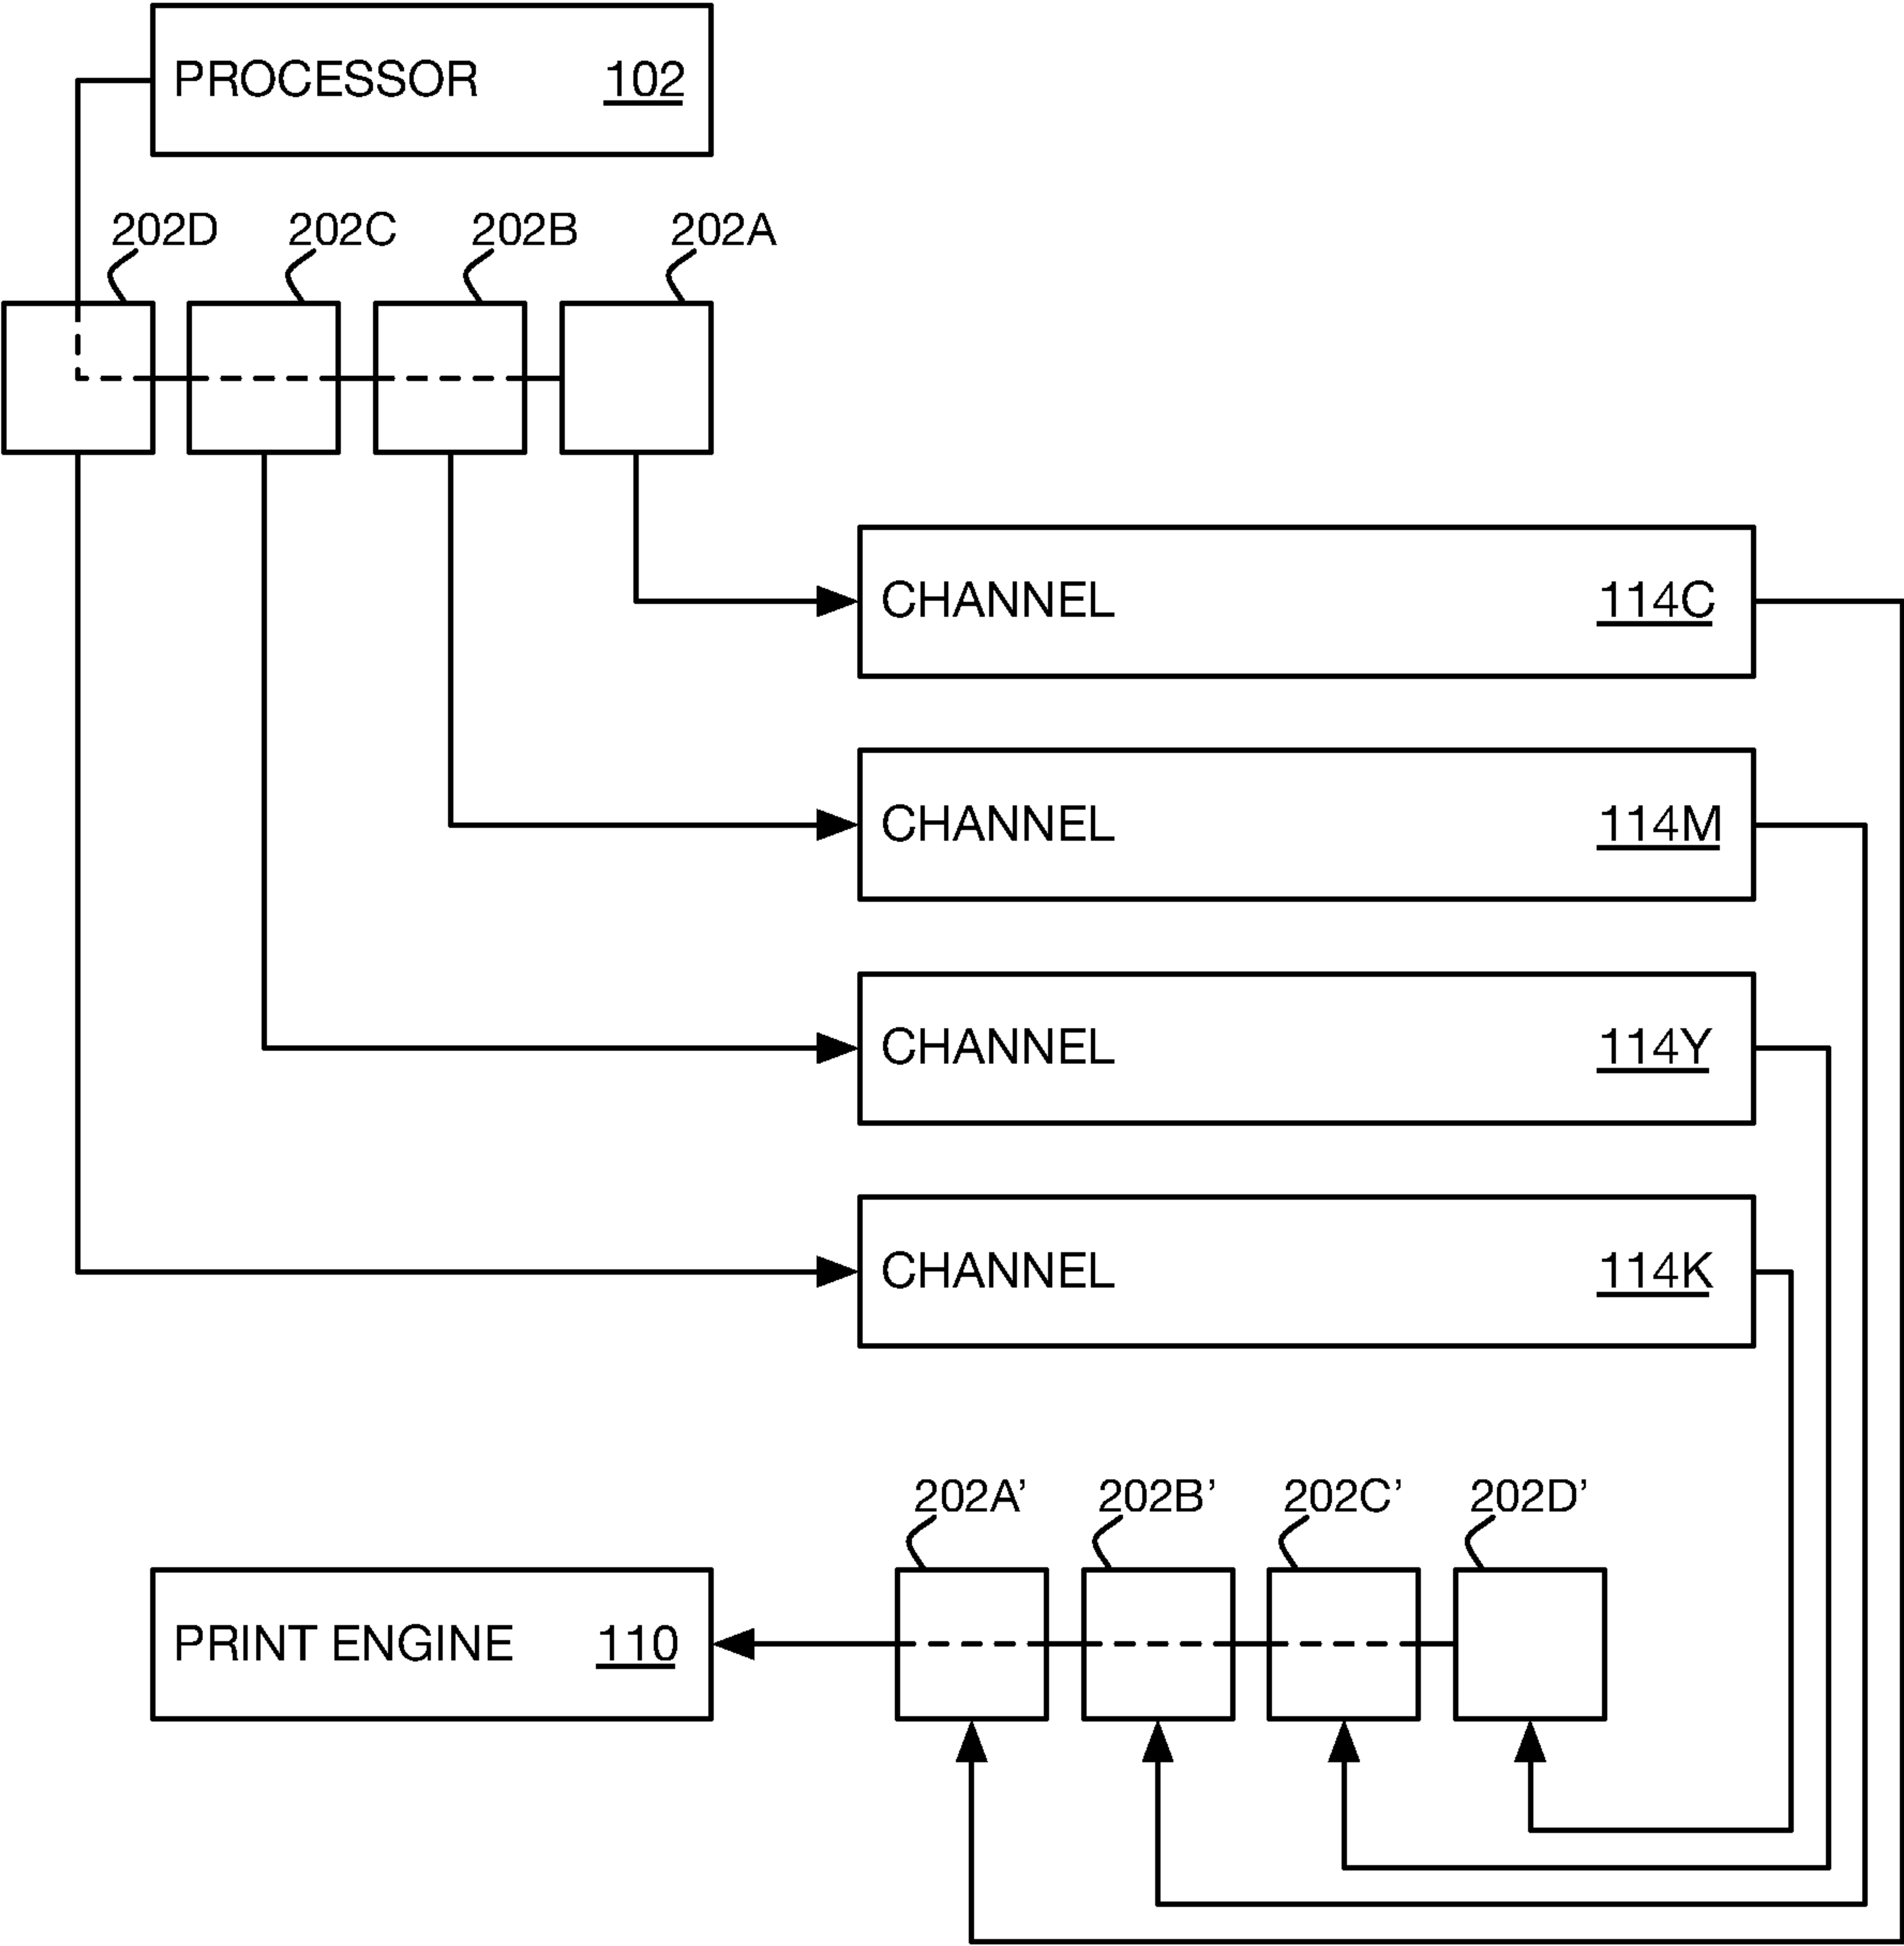 PROCESSOR 102
202D 202C 202B 202A
CHANNEL 114C
CHANNEL 114M
CHANNEL 114Y
CHANNEL 114K
202A’ 202B’ 202C’ 202D’
PRINT ENGINE 110